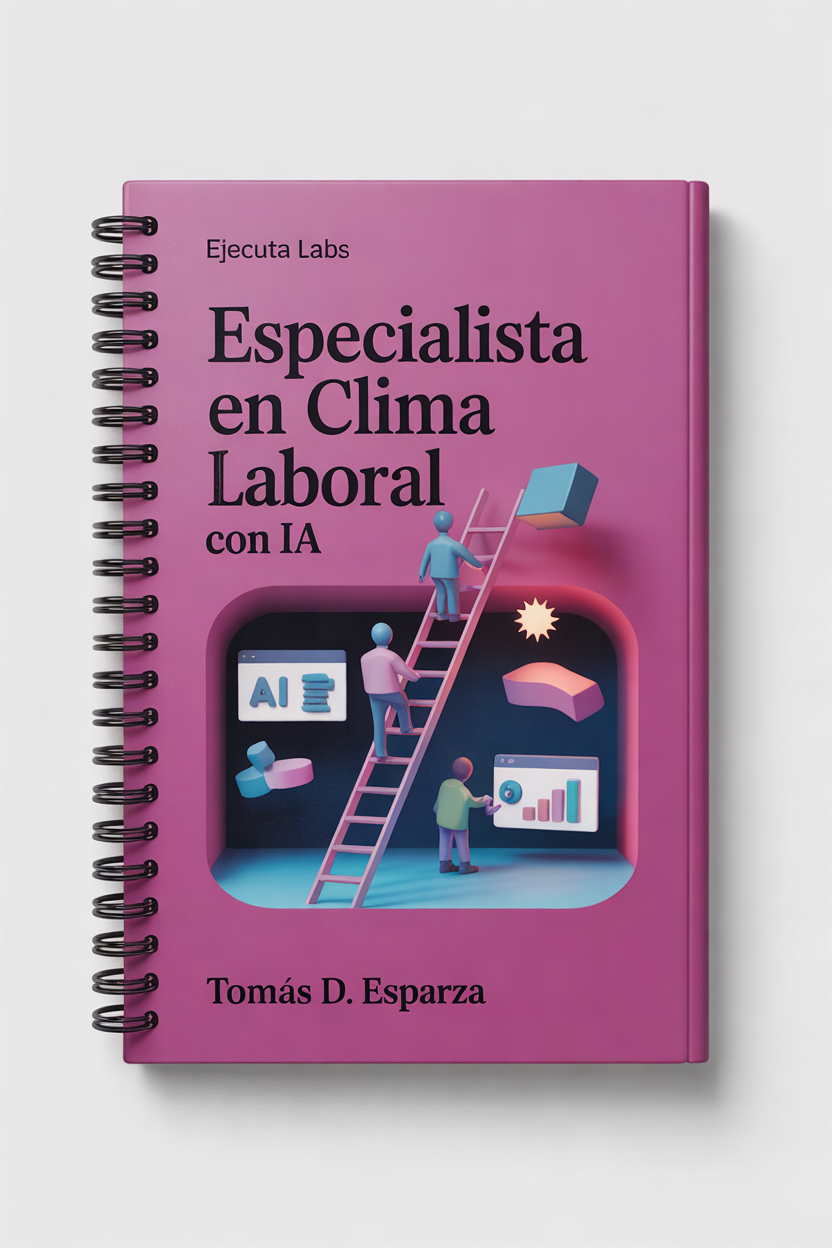 Ejecuta Labs
Especialista
en Clima
Laboral
con IA
AI
Tomás D. Esparza